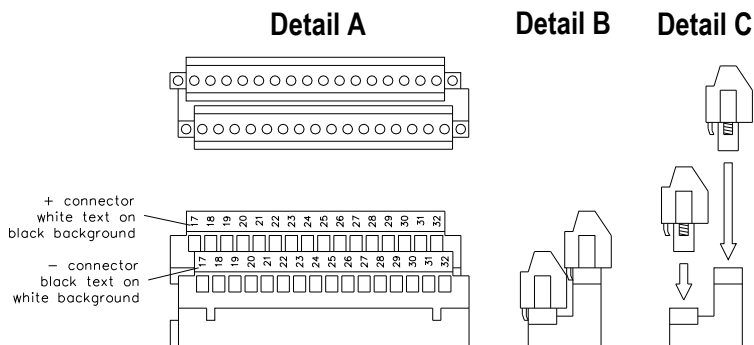 Detail A
Detail B
Detail C
+ connector
white text on
black background
17 18 19 20 21 22 23 24 25 26 27 28 29 30 31 32
− connector
black text on
white background
17 18 19 20 21 22 23 24 25 26 27 28 29 30 31 32